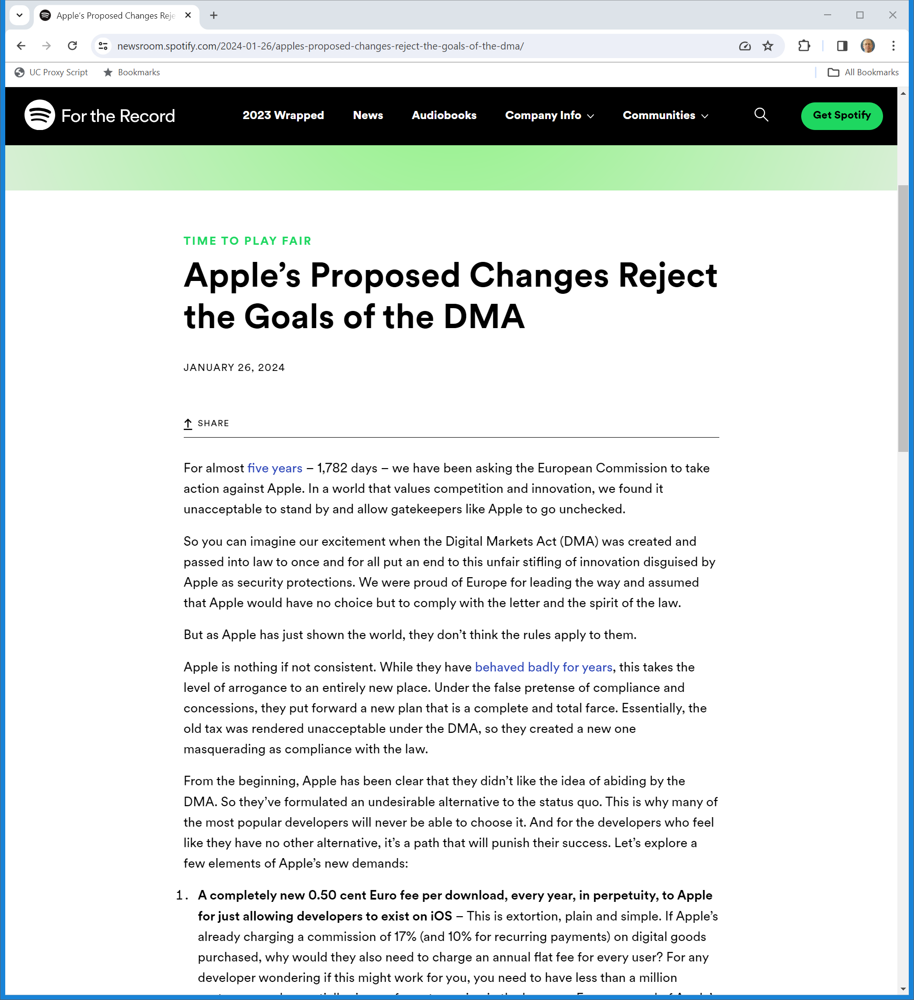 Apple's Proposed Changes Reje
newsroom.spotify.com/2024-01-26/apples-proposed-changes-reject-the-goals-of-the-dma/
UC Proxy Script
Bookmarks
All Bookmarks
For the Record
2023 Wrapped
News
Audiobooks
Company Info
Communities
Get Spotify
TIME TO PLAY FAIR
Apple’s Proposed Changes Reject
the Goals of the DMA
JANUARY 26, 2024
SHARE
For almost five years – 1,782 days – we have been asking the European Commission to take
action against Apple. In a world that values competition and innovation, we found it
unacceptable to stand by and allow gatekeepers like Apple to go unchecked.
So you can imagine our excitement when the Digital Markets Act (DMA) was created and
passed into law to once and for all put an end to this unfair stifling of innovation disguised by
Apple as security protections. We were proud of Europe for leading the way and assumed
that Apple would have no choice but to comply with the letter and the spirit of the law.
But as Apple has just shown the world, they don’t think the rules apply to them.
Apple is nothing if not consistent. While they have behaved badly for years, this takes the
level of arrogance to an entirely new place. Under the false pretense of compliance and
concessions, they put forward a new plan that is a complete and total farce. Essentially, the
old tax was rendered unacceptable under the DMA, so they created a new one
masquerading as compliance with the law.
From the beginning, Apple has been clear that they didn’t like the idea of abiding by the
DMA. So they’ve formulated an undesirable alternative to the status quo. This is why many of
the most popular developers will never be able to choose it. And for the developers who feel
like they have no other alternative, it’s a path that will punish their success. Let’s explore a
few elements of Apple’s new demands:
1. A completely new 0.50 cent Euro fee per download, every year, in perpetuity, to Apple
for just allowing developers to exist on iOS – This is extortion, plain and simple. If Apple’s
already charging a commission of 17% (and 10% for recurring payments) on digital goods
purchased, why would they also need to charge an annual flat fee for every user? For any
developer wondering if this might work for you, you need to have less than a million